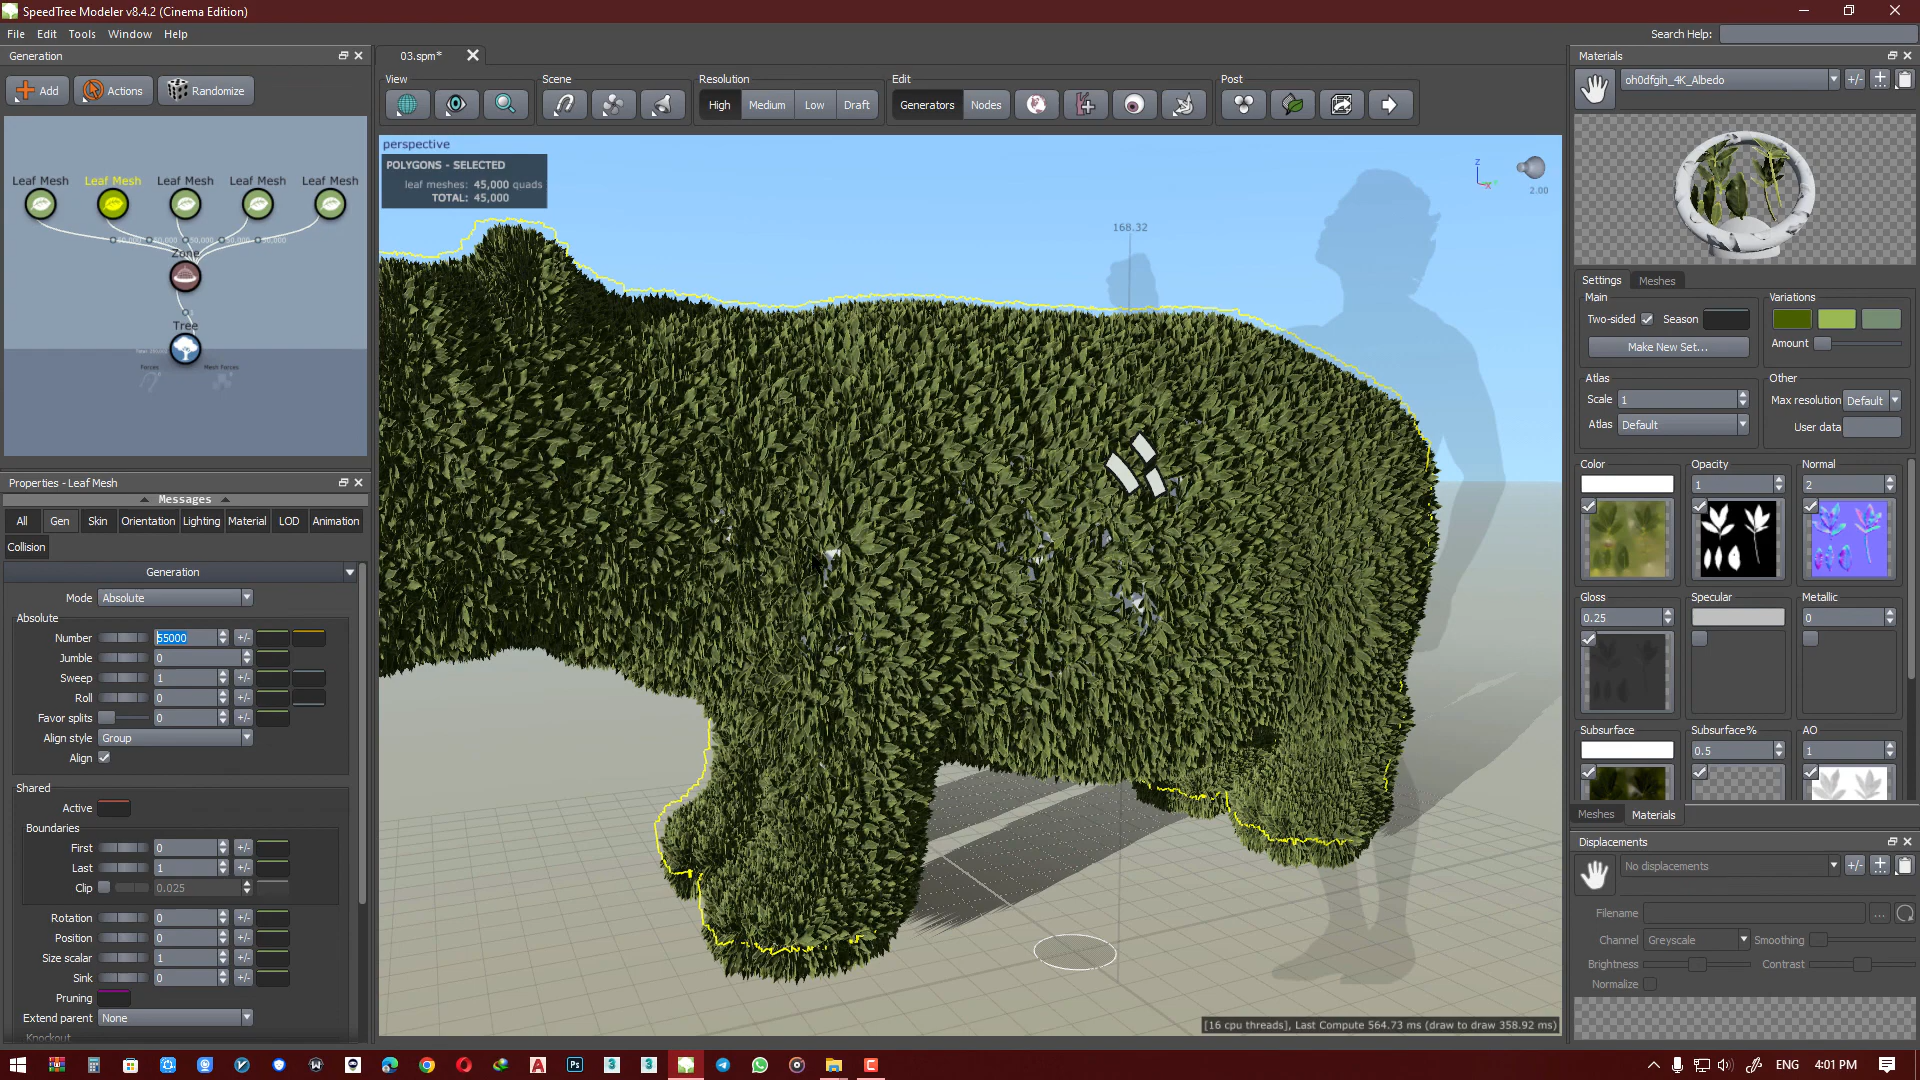 SpeedTree Modeler v8.4.2 (Cinema Edition)
File Edit Tools Window Help
Search Help:
Generation
Add Actions Randomize
Leaf Mesh Leaf Mesh Leaf Mesh Leaf Mesh Leaf Mesh
Zone
Tree
Forces Mesh Forces
Properties - Leaf Mesh
Messages
All Gen Skin Orientation Lighting Material LOD Animation
Collision
Generation
Mode Absolute
Absolute
Number 55000 +/-
Jumble 0
Sweep 1 +/-
Roll 0 +/-
Favor splits 0 +/-
Align style Group
Align
Shared
Active
Boundaries
First 0 +/-
Last 1 +/-
Clip 0.025
Rotation 0 +/-
Position 0 +/-
Size scalar 1 +/-
Sink 0 +/-
Pruning
Extend parent None
Knockout
03.spm*
View Scene Resolution Edit Post
High Medium Low Draft Generators Nodes
perspective
POLYGONS - SELECTED
leaf meshes: 45,000 quads
TOTAL: 45,000
168.32
z
x
2.00
[16 cpu threads], Last Compute 564.73 ms (draw to draw 358.92 ms)
Materials
oh0dfgih_4K_Albedo +/-
Settings Meshes
Main Variations
Two-sided Season
Make New Set... Amount
Atlas Other
Scale 1 Max resolution Default
Atlas Default User data
Color Opacity Normal
1 2
Gloss Specular Metallic
0.25 0
Subsurface Subsurface% AO
0.5 1
Meshes Materials
Displacements
No displacements +/-
Filename ...
Channel Greyscale Smoothing
Brightness Contrast
Normalize
ENG 4:01 PM